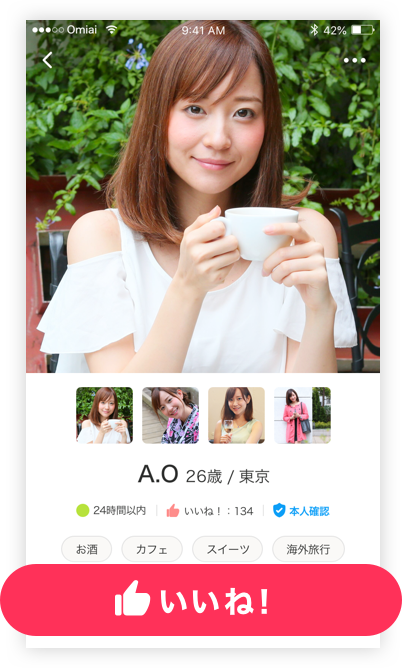 Omiai 9:41 AM 42%
A.O 26歳 / 東京
24時間以内 いいね！：134 本人確認
お酒 カフェ スイーツ 海外旅行
いいね!